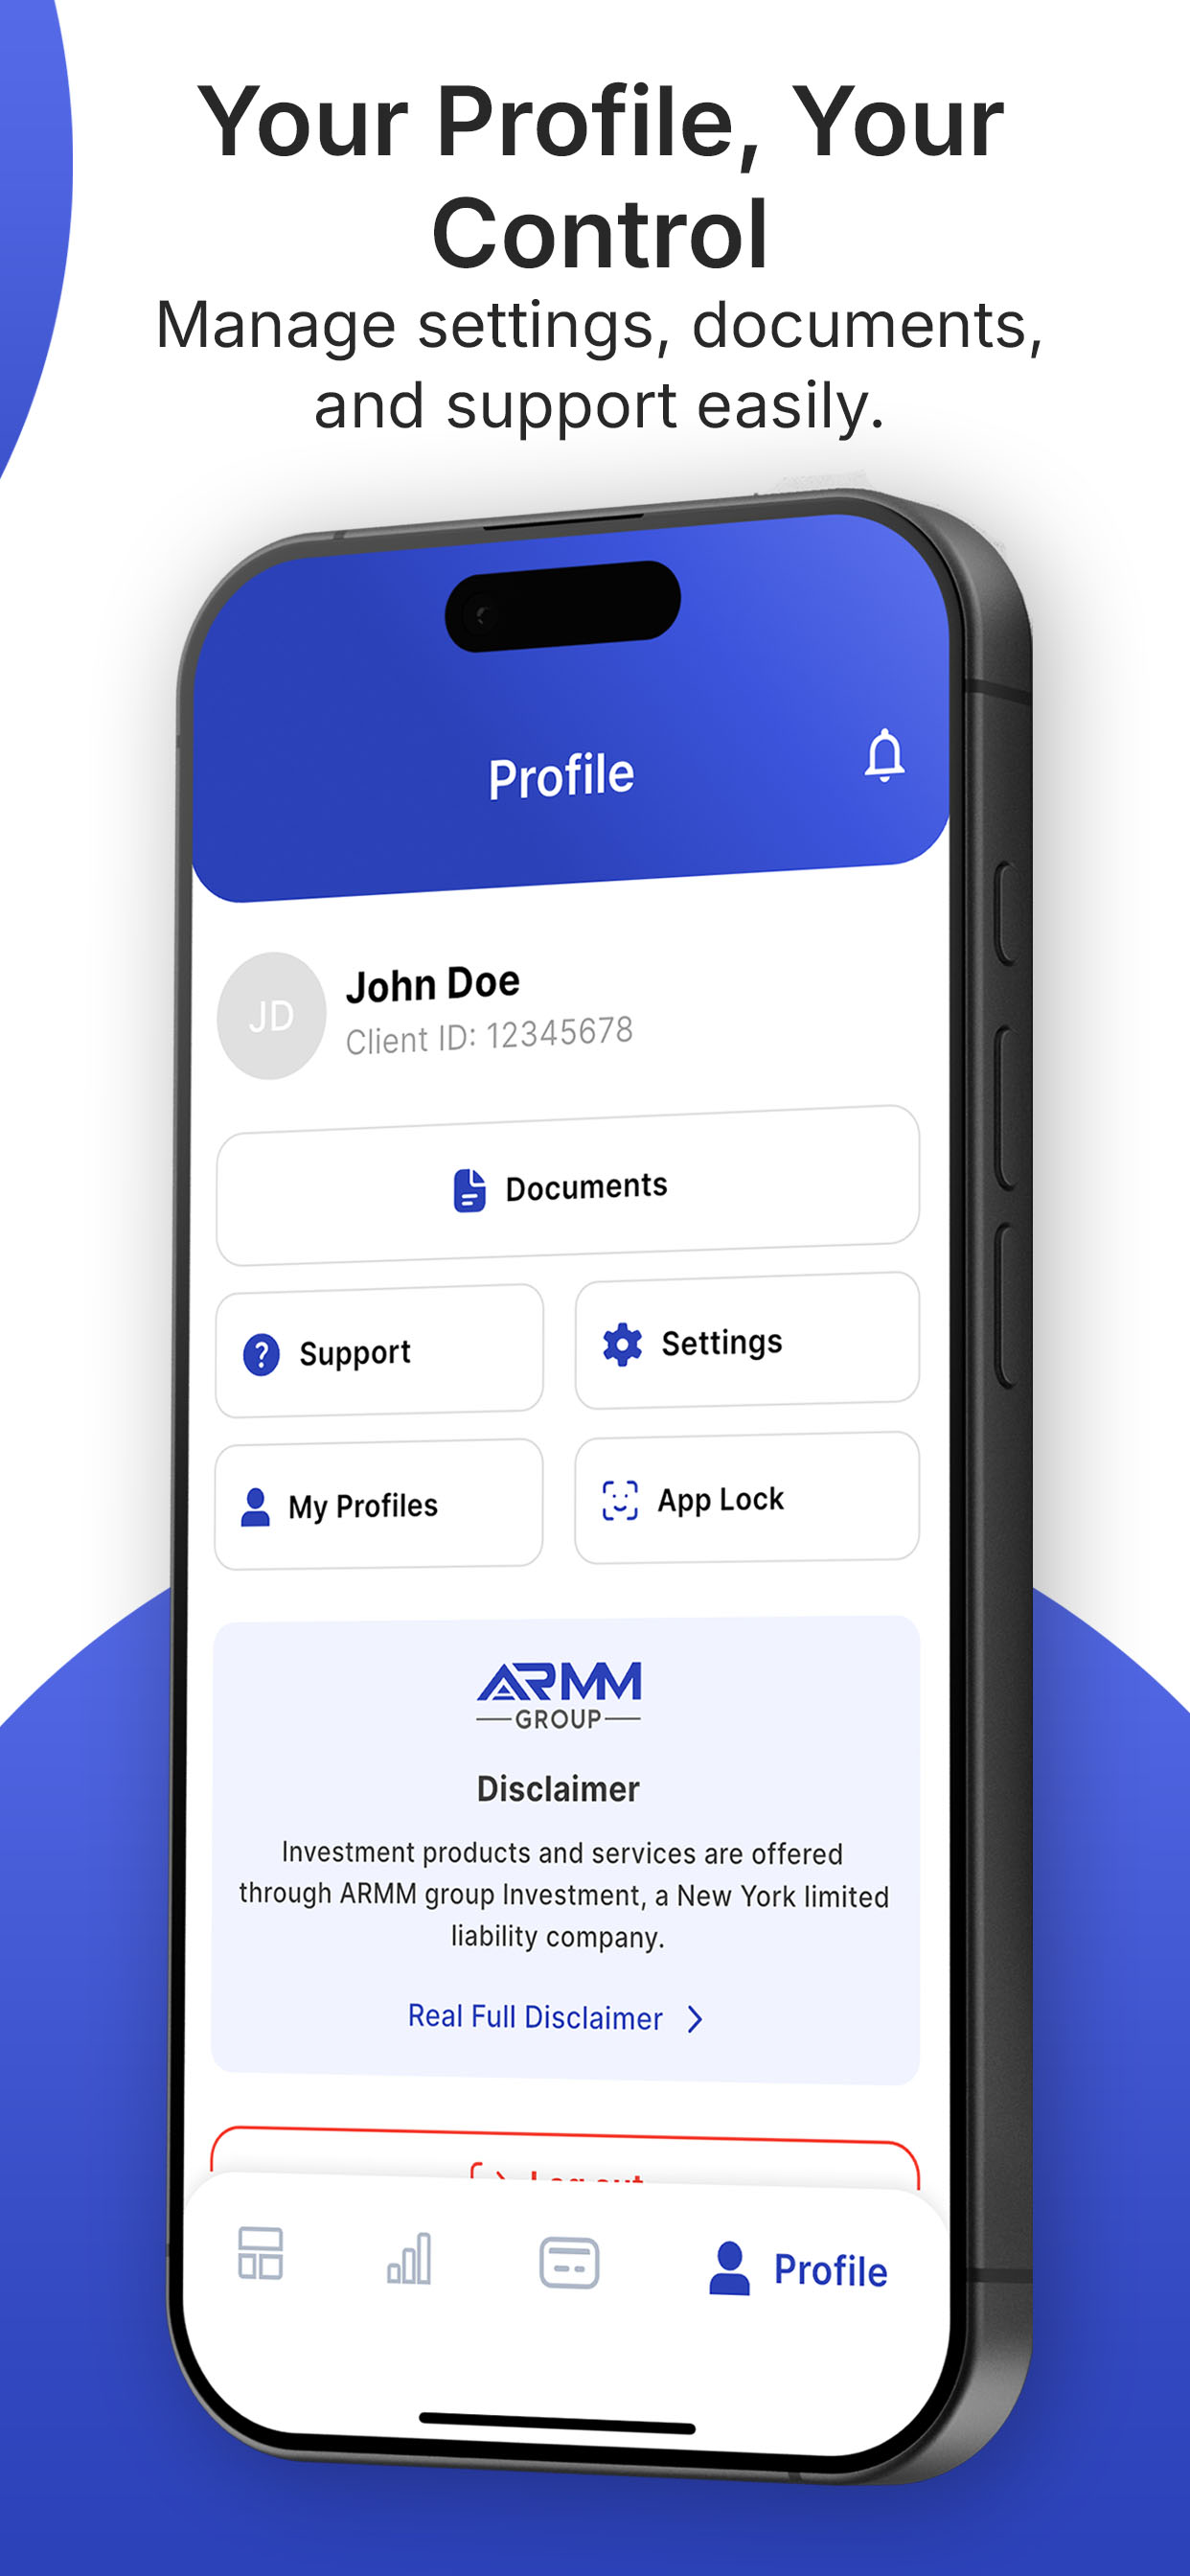 Your Profile, Your
Control
Manage settings, documents,
and support easily.
Profile
JD
John Doe
Client ID: 12345678
Documents
Support
Settings
My Profiles
App Lock
ARMM
GROUP
Disclaimer
Investment products and services are offered
through ARMM group Investment, a New York limited
liability company.
Real Full Disclaimer
Log out
Profile